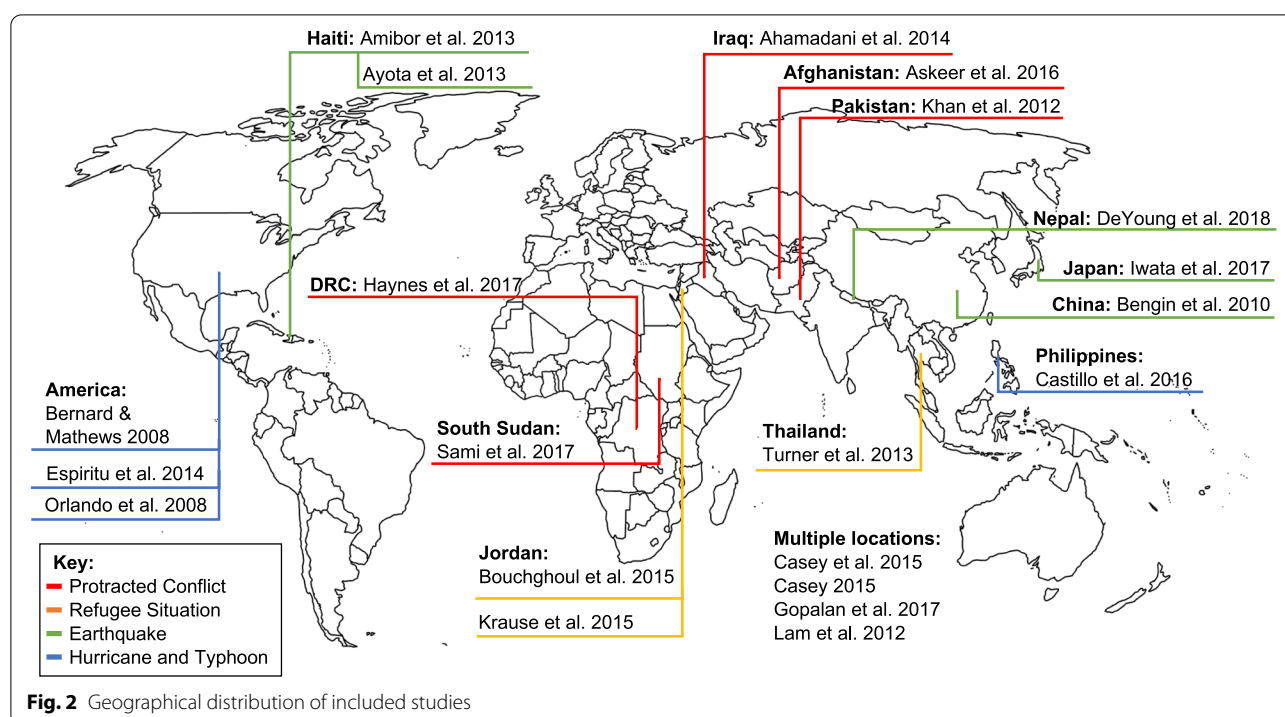 Haiti: Amibor et al. 2013
Ayota et al. 2013
Iraq: Ahamadani et al. 2014
Afghanistan: Askeer et al. 2016
Pakistan: Khan et al. 2012
Nepal: DeYoung et al. 2018
Japan: Iwata et al. 2017
China: Bengin et al. 2010
DRC: Haynes et al. 2017
Philippines:
Castillo et al. 2016
America:
Bernard &
Mathews 2008
Espiritu et al. 2014
Orlando et al. 2008
South Sudan:
Sami et al. 2017
Thailand:
Turner et al. 2013
Jordan:
Bouchghoul et al. 2015
Krause et al. 2015
Multiple locations:
Casey et al. 2015
Casey 2015
Gopalan et al. 2017
Lam et al. 2012
Key:
Protracted Conflict
Refugee Situation
Earthquake
Hurricane and Typhoon
Fig. 2 Geographical distribution of included studies